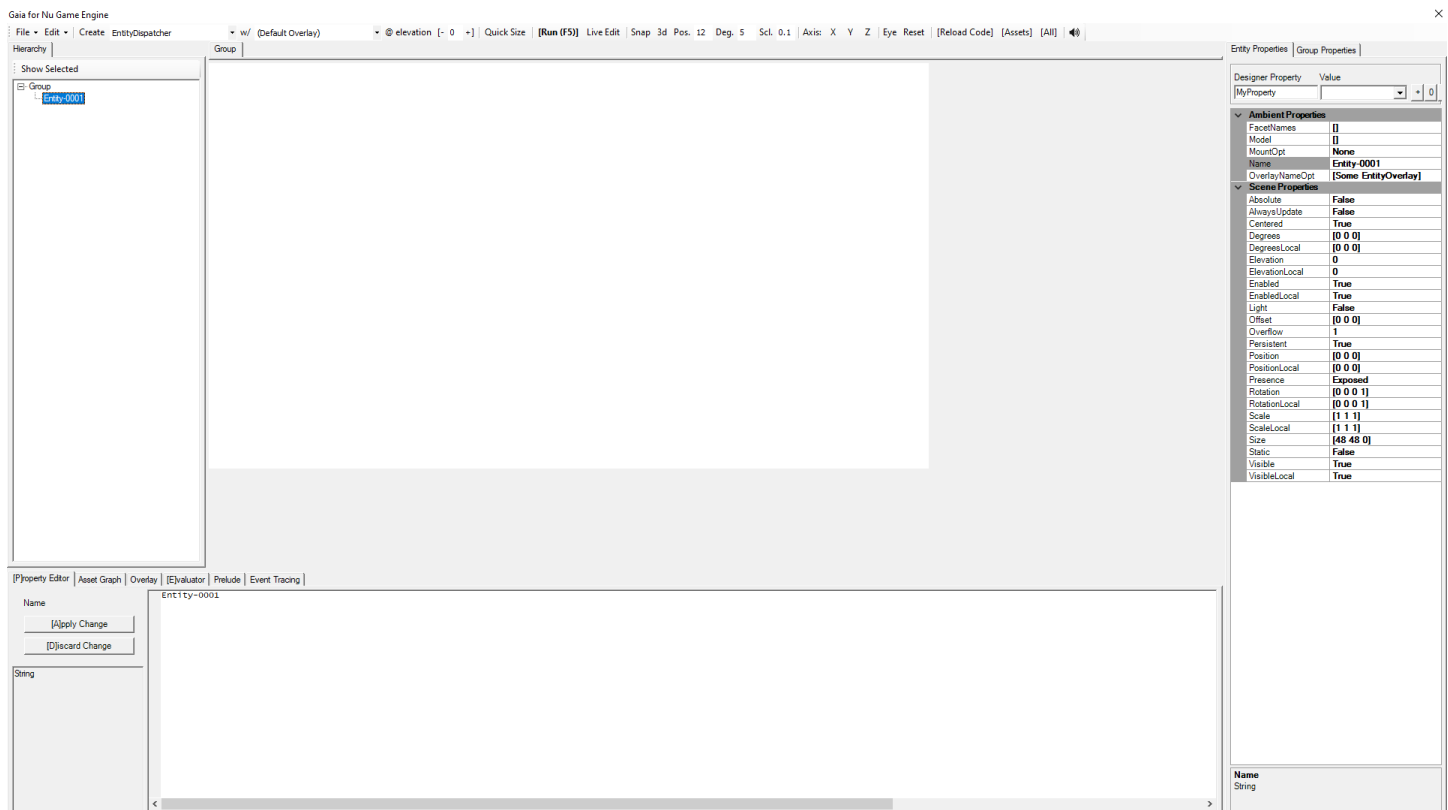 Gaia for Nu Game Engine
File Edit Create EntityDispatcher w/ (Default Overlay) @ elevation [- 0 +] Quick Size [Run (F5)] Live Edit Snap 3d Pos. 12 Deg. 5 Scl. 0.1 Axis: X Y Z Eye Reset [Reload Code] [Assets] [All]
Hierarchy
Show Selected
Group
Entity-0001
Group
Entity Properties Group Properties
Designer Property Value
MyProperty + 0
Ambient Properties
FacetNames []
Model []
MountOpt None
Name Entity-0001
OverlayNameOpt [Some EntityOverlay]
Scene Properties
Absolute False
AlwaysUpdate False
Centered True
Degrees [0 0 0]
DegreesLocal [0 0 0]
Elevation 0
ElevationLocal 0
Enabled True
EnabledLocal True
Light False
Offset [0 0 0]
Overflow 1
Persistent True
Position [0 0 0]
PositionLocal [0 0 0]
Presence Exposed
Rotation [0 0 0 1]
RotationLocal [0 0 0 1]
Scale [1 1 1]
ScaleLocal [1 1 1]
Size [48 48 0]
Static False
Visible True
VisibleLocal True
Name
String
[P]roperty Editor Asset Graph Overlay [E]valuator Prelude Event Tracing
Name
[A]pply Change
[D]iscard Change
String
Entity-0001